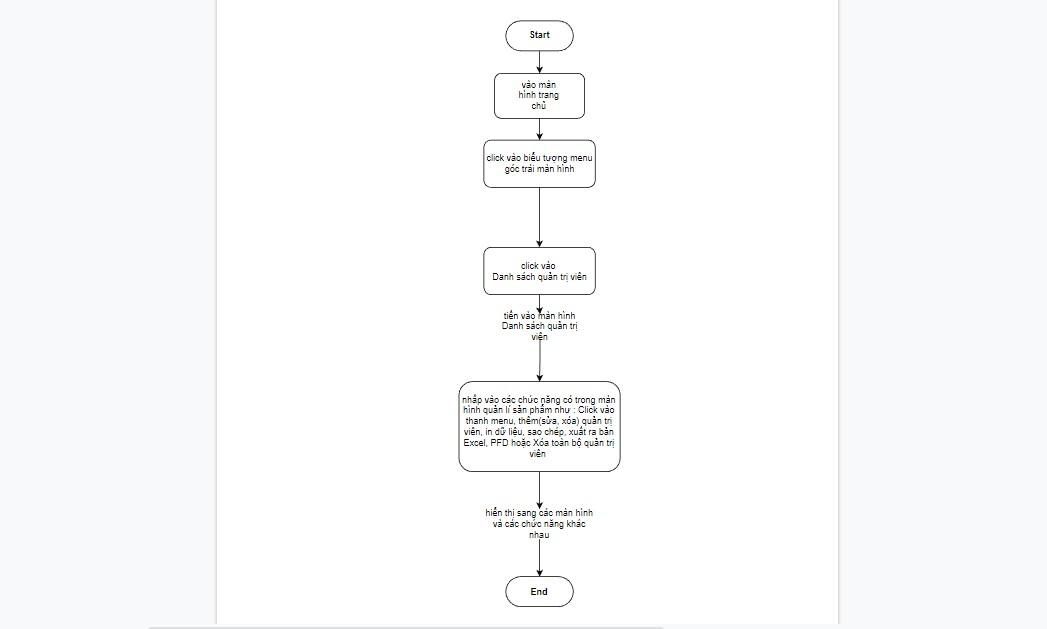 Start
vào màn
hình trang
chủ
click vào biểu tượng menu
góc trái màn hình
click vào
Danh sách quản trị viên
tiến vào màn hình
Danh sách quản trị
viên
nhấp vào các chức năng có trong màn
hình quản lí sản phẩm như : Click vào
thanh menu, thêm(sửa, xóa) quản trị
viên, in dữ liệu, sao chép, xuất ra bản
Excel, PFD hoặc Xóa toàn bộ quản trị
viên
hiển thị sang các màn hình
và các chức năng khác
nhau
End